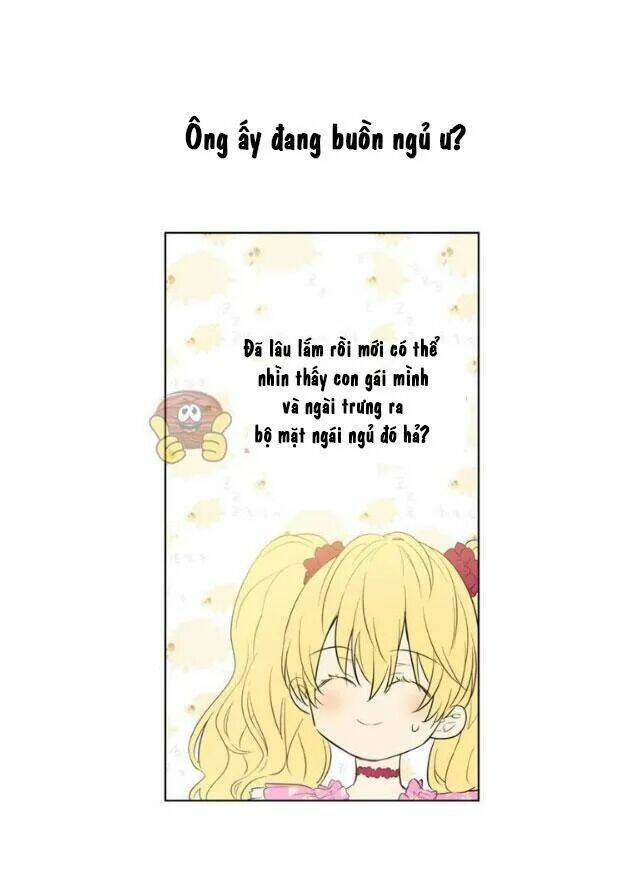 Ông ấy đang buồn ngủ ư?
Đã lâu lắm rồi mới có thể
nhìn thấy con gái mình
và ngài trưng ra
bộ mặt ngái ngủ đó hả?